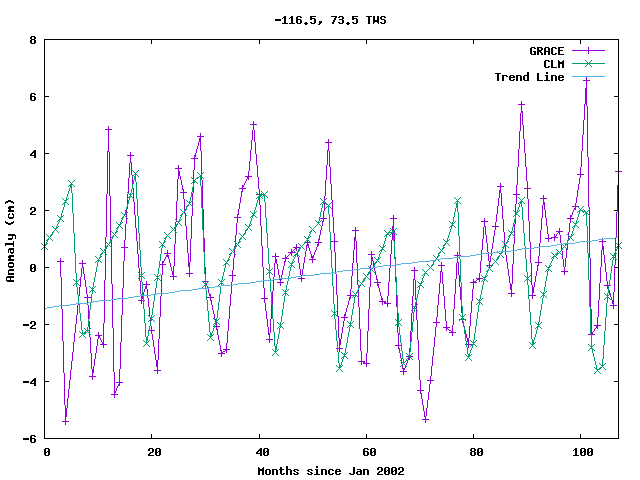 -116.5, 73.5 TWS
GRACE
CLM
Trend Line
Anomaly (cm)
8
6
4
2
0
-2
-4
-6
0 20 40 60 80 100
Months since Jan 2002